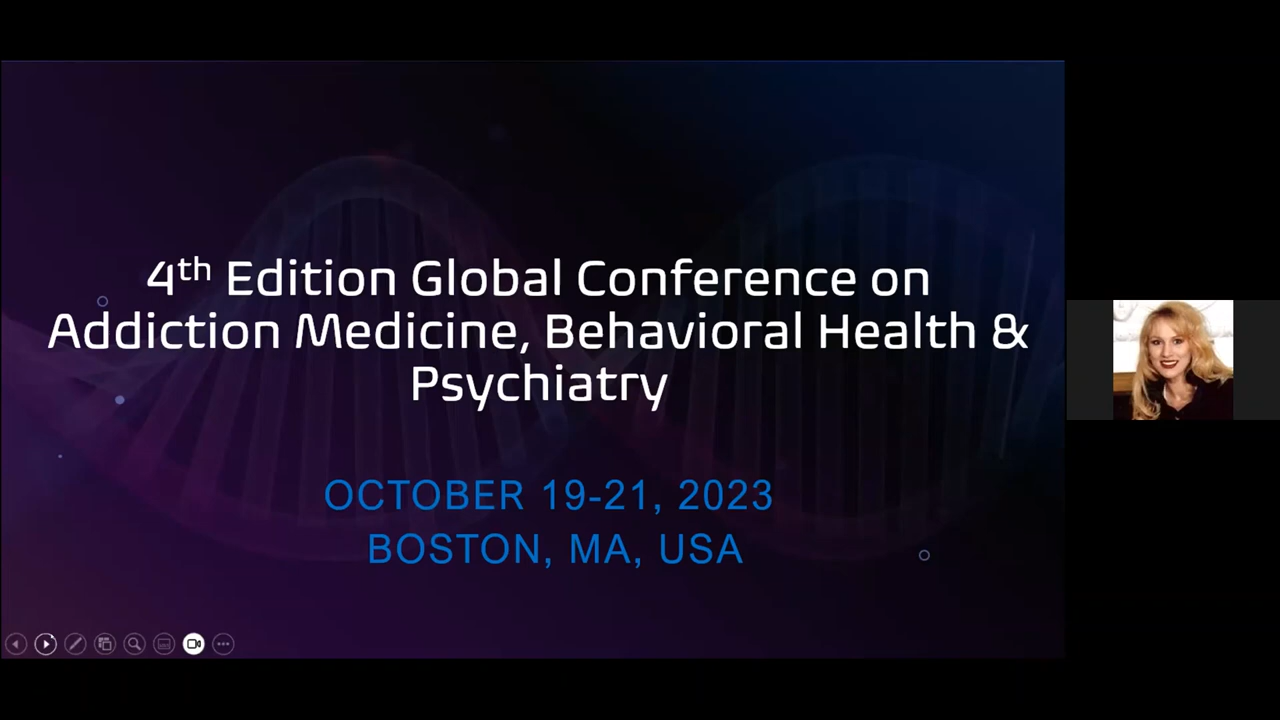 4th Edition Global Conference on
Addiction Medicine, Behavioral Health &
Psychiatry
OCTOBER 19-21, 2023
BOSTON, MA, USA